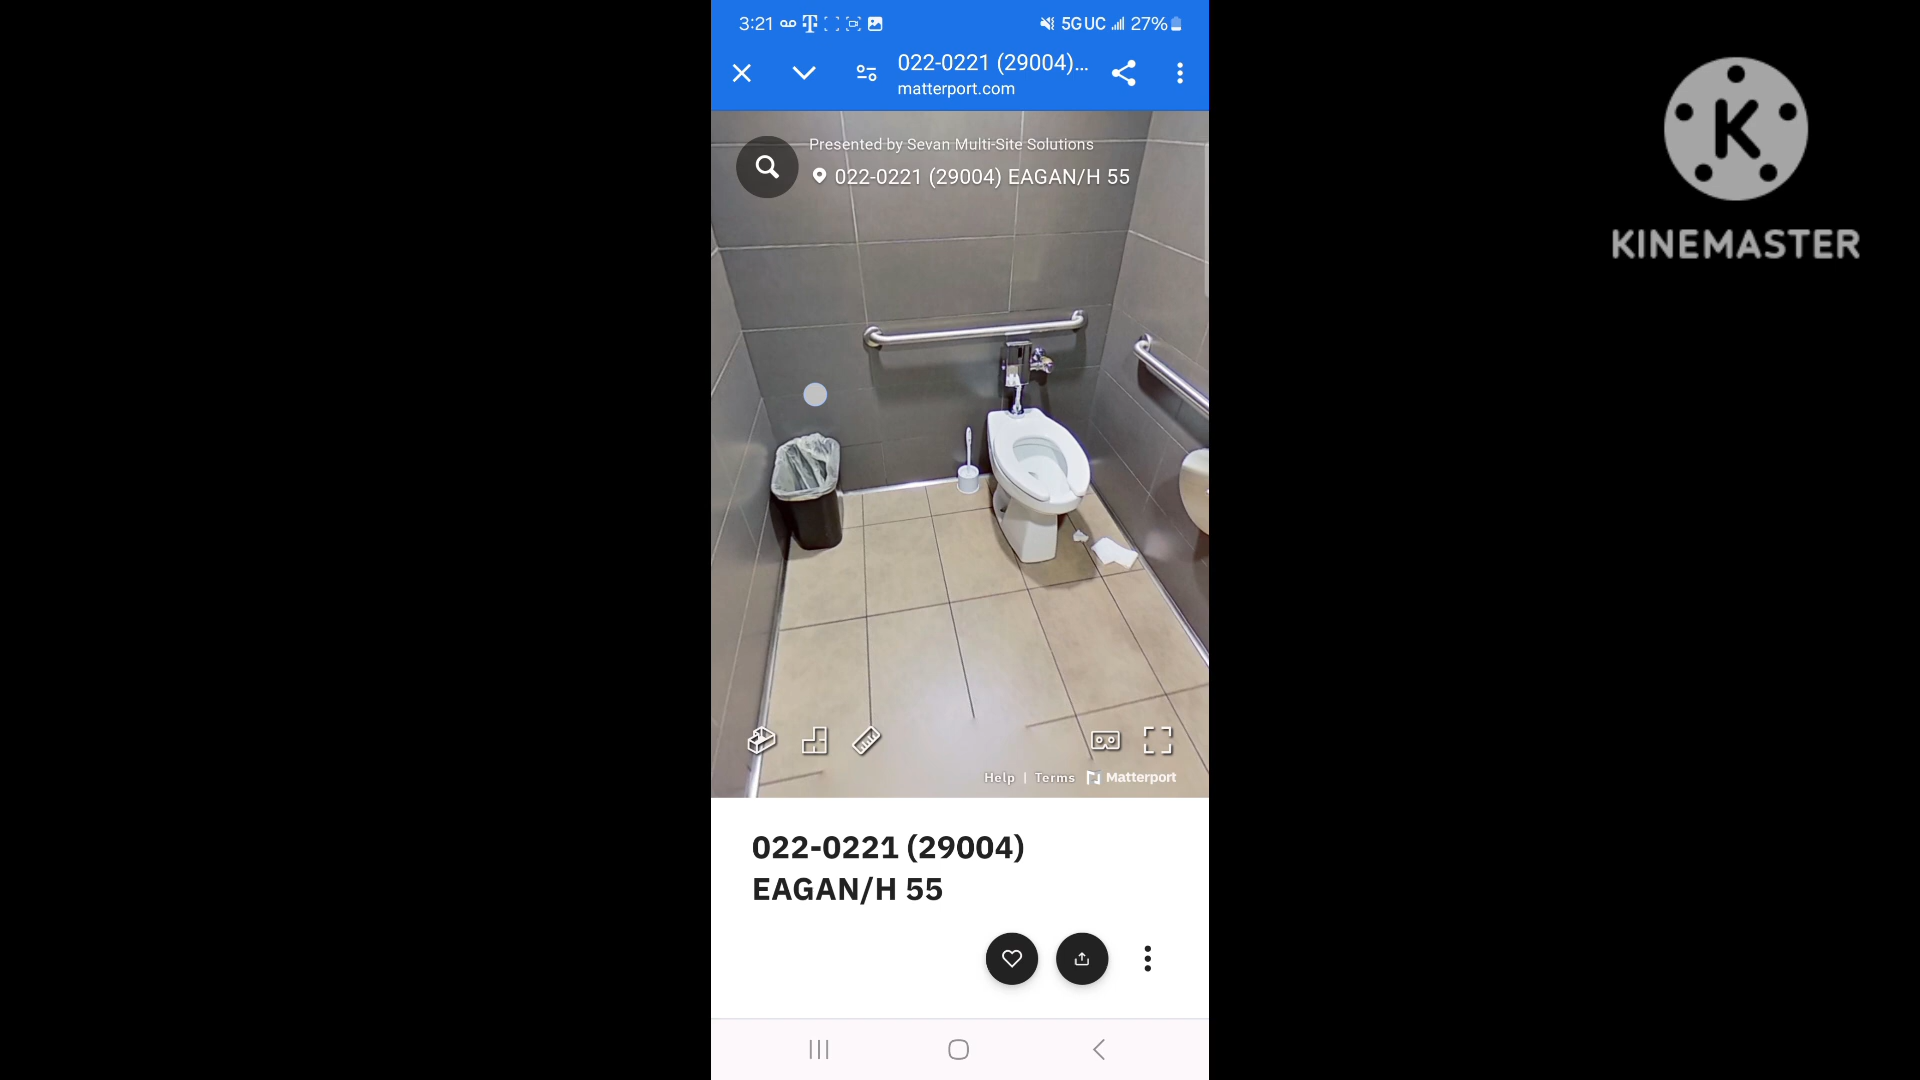 3:21
5G UC 27%
022-0221 (29004)...
matterport.com
Presented by Sevan Multi-Site Solutions
022-0221 (29004) EAGAN/H 55
Help | Terms Matterport
022-0221 (29004)
EAGAN/H 55
K
KINEMASTER